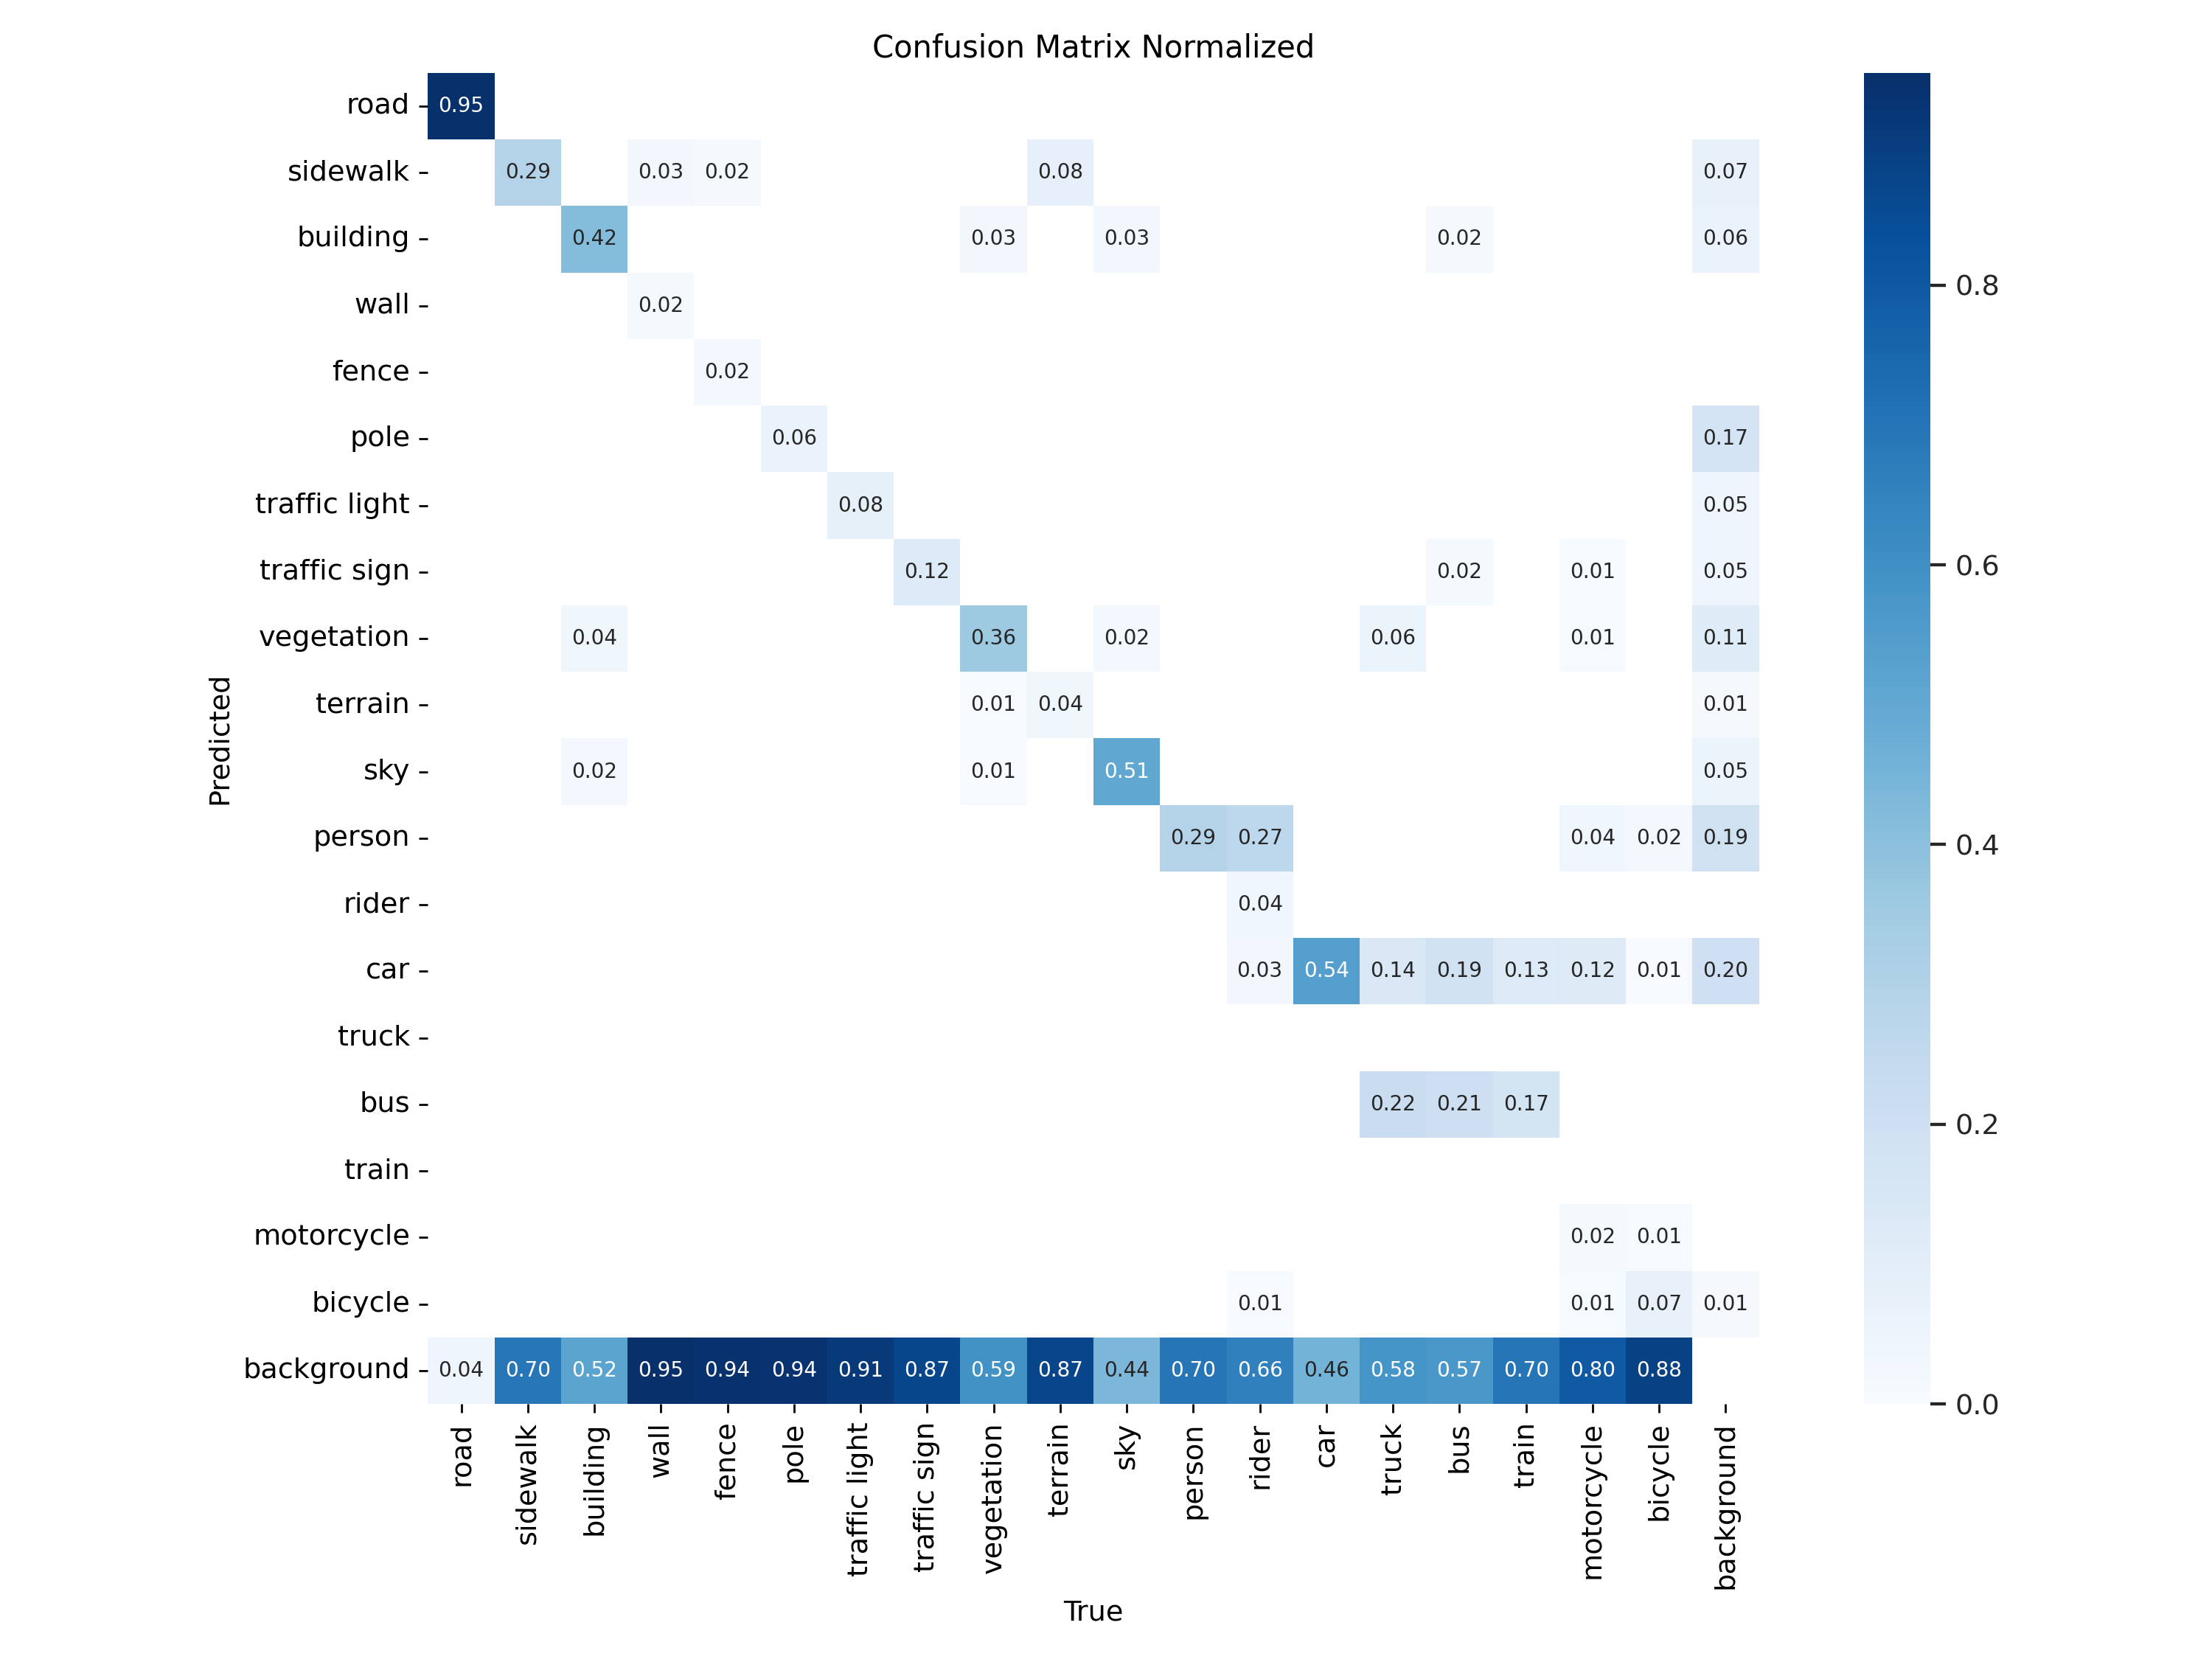 Confusion Matrix Normalized
road 0.95
sidewalk 0.29 0.03 0.02 0.08 0.07
building 0.42 0.03 0.03 0.02 0.06
wall 0.02
fence 0.02
pole 0.06 0.17
traffic light 0.08 0.05
traffic sign 0.12 0.02 0.01 0.05
vegetation 0.04 0.36 0.02 0.06 0.01 0.11
terrain 0.01 0.04 0.01
sky 0.02 0.01 0.51 0.05
person 0.29 0.27 0.04 0.02 0.19
rider 0.04
car 0.03 0.54 0.14 0.19 0.13 0.12 0.01 0.20
truck
bus 0.22 0.21 0.17
train
motorcycle 0.02 0.01
bicycle 0.01 0.01 0.07 0.01
background 0.04 0.70 0.52 0.95 0.94 0.94 0.91 0.87 0.59 0.87 0.44 0.70 0.66 0.46 0.58 0.57 0.70 0.80 0.88
Predicted
road
sidewalk
building
wall
fence
pole
traffic light
traffic sign
vegetation
terrain
sky
person
rider
car
truck
bus
train
motorcycle
bicycle
background
True
0.8
0.6
0.4
0.2
0.0